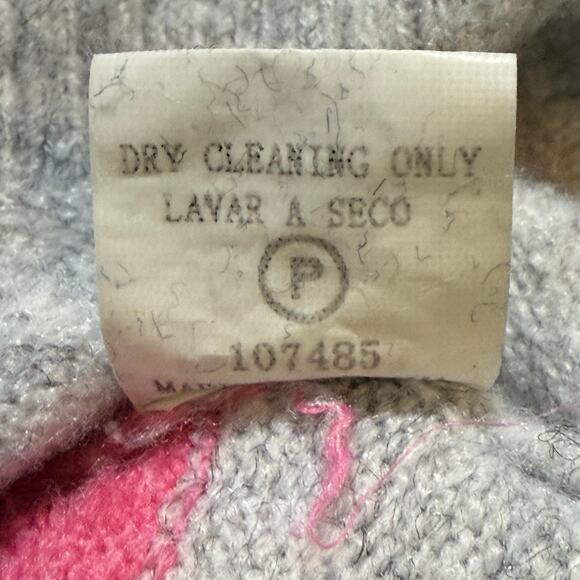 DRY CLEANING ONLY
LAVAR A SECO
P
107485